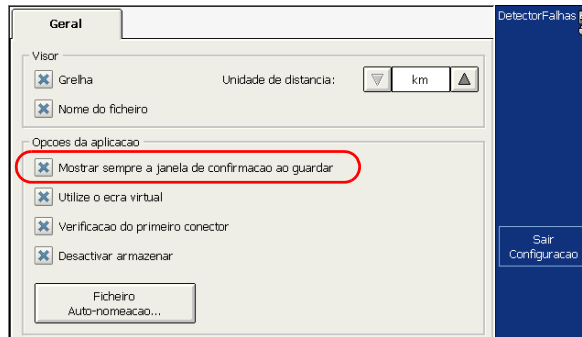 Geral
DetectorFalhas
Visor
Grelha
Unidade de distancia:
km
Nome do ficheiro
Opcoes da aplicacao
Mostrar sempre a janela de confirmacao ao guardar
Utilize o ecra virtual
Verificacao do primeiro conector
Desactivar armazenar
Ficheiro
Auto-nomeacao...
Sair
Configuracao